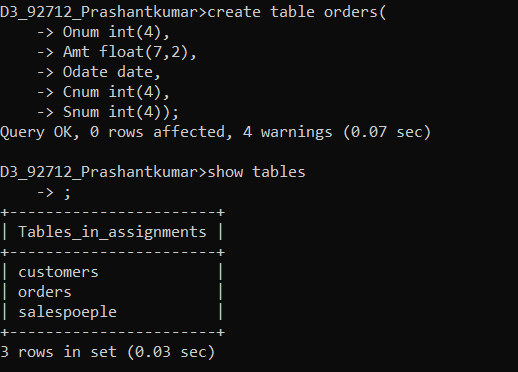 D3_92712_Prashantkumar>create table orders(
    -> Onum int(4),
    -> Amt float(7,2),
    -> Odate date,
    -> Cnum int(4),
    -> Snum int(4));
Query OK, 0 rows affected, 4 warnings (0.07 sec)

D3_92712_Prashantkumar>show tables
    -> ;
+-----------------------+
| Tables_in_assignments |
+-----------------------+
| customers             |
| orders                |
| salespoeple           |
+-----------------------+
3 rows in set (0.03 sec)